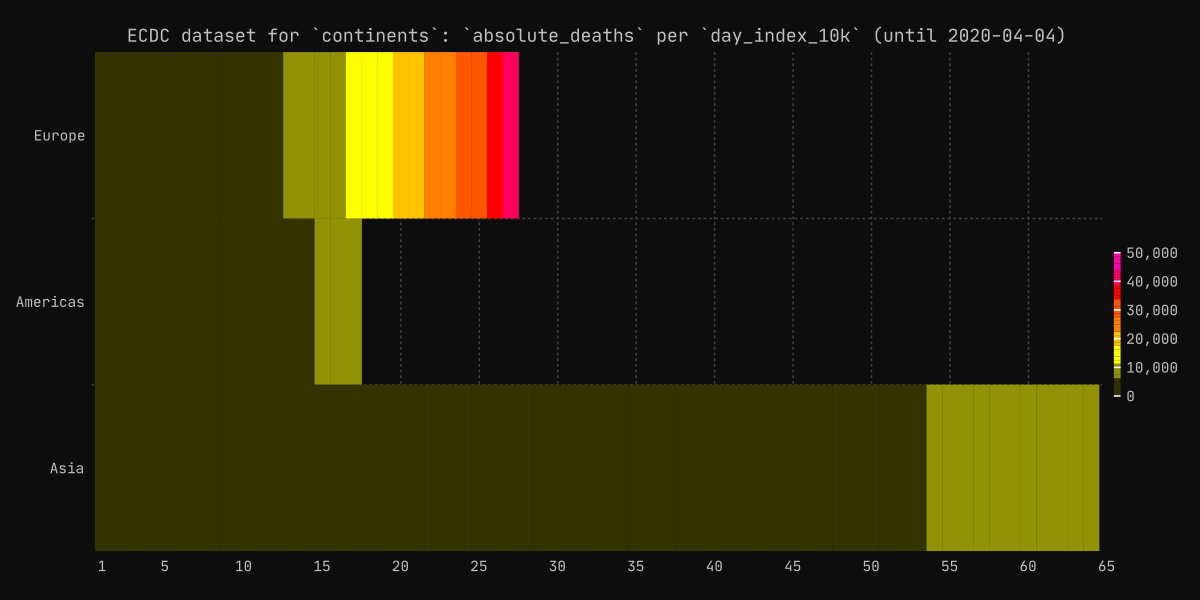 ECDC dataset for `continents`: `absolute_deaths` per `day_index_10k` (until 2020-04-04)
Europe
Americas
Asia
50,000
40,000
30,000
20,000
10,000
0
1 5 10 15 20 25 30 35 40 45 50 55 60 65